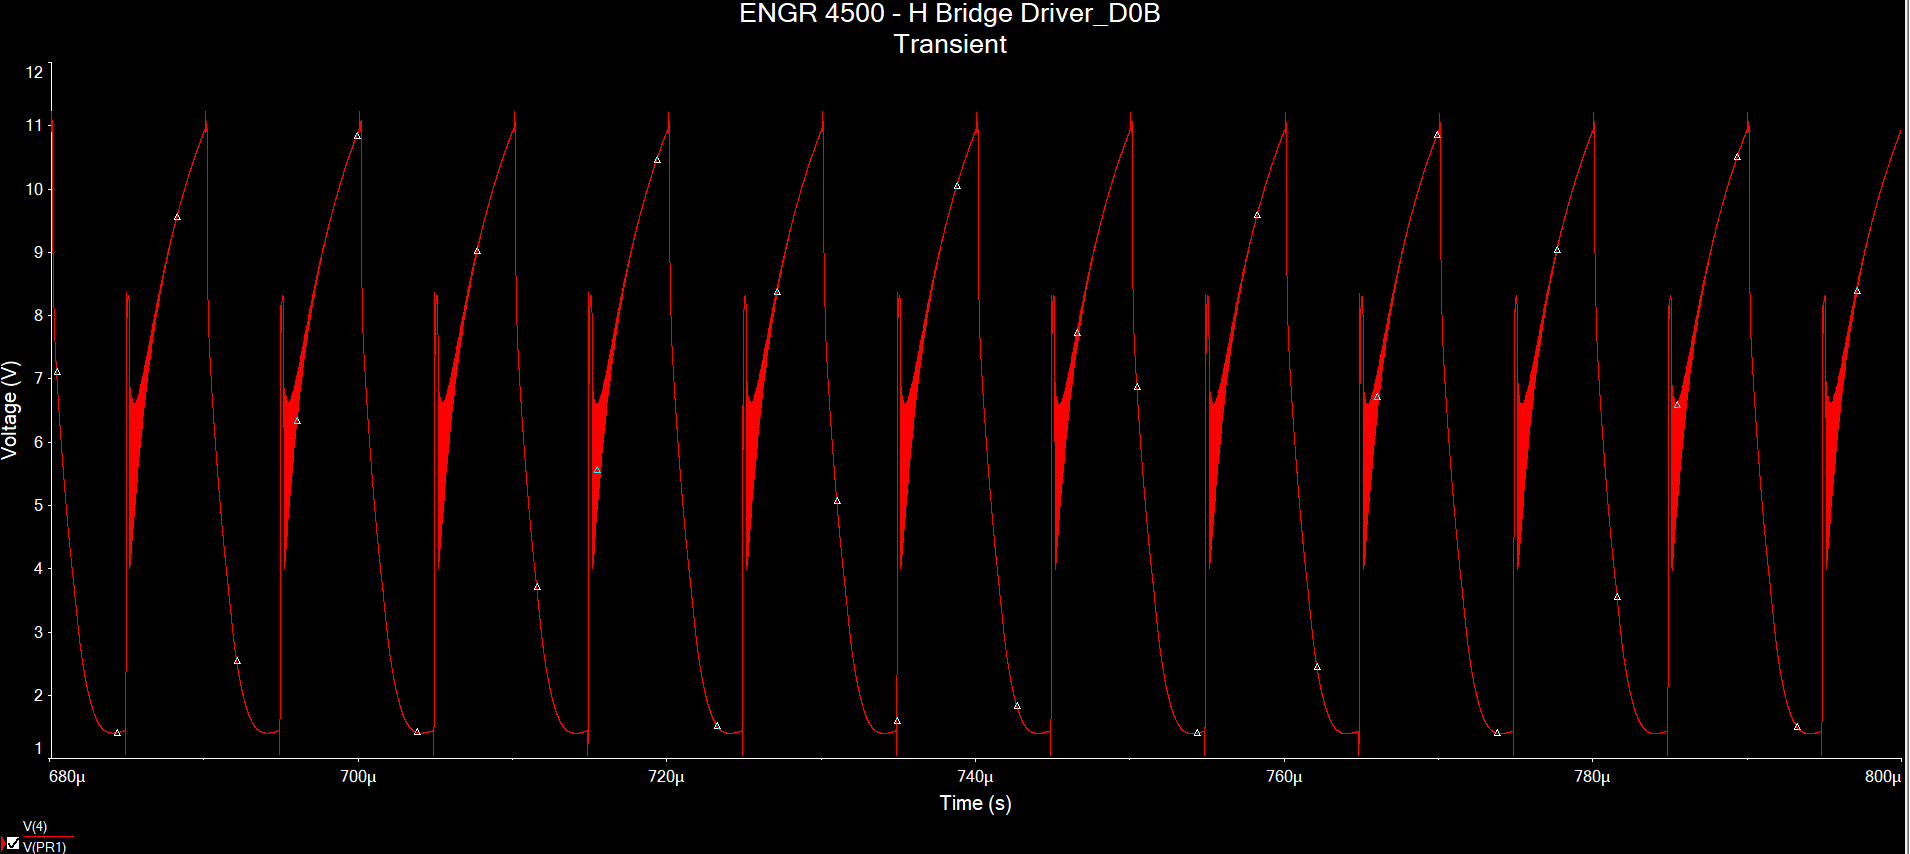 ENGR 4500 - H Bridge Driver_D0B
Transient
12
11
10
9
8
7
6
5
4
3
2
1
Voltage (V)
680µ 700µ 720µ 740µ 760µ 780µ 800µ
Time (s)
V(4)
V(PR1)